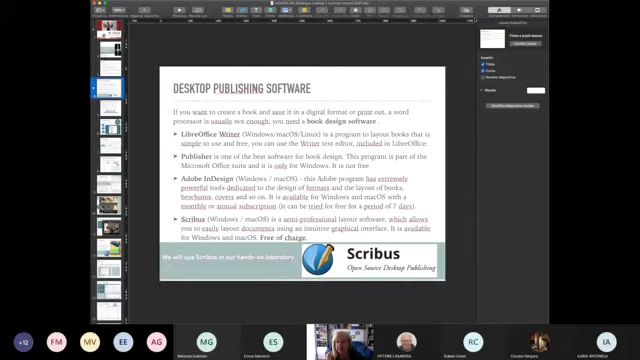 DESKTOP PUBLISHING SOFTWARE
If you want to create a book and save it in a digital format or print out, a word
processor is usually not enough, you need a book design software .
➤ LibreOffice Writer (Windows/macOS/Linux) is a program to layout books that is
simple to use and free, you can use the Writer text editor, included in LibreOffice:
➤ Publisher is one of the best software for book design. This program is part of the
Microsoft Office suite and it is only for Windows. It is not free
➤ Adobe InDesign (Windows / macOS) - this Adobe program has extremely
powerful tools dedicated to the design of formats and the layout of books,
brochures, covers and so on. It is available for Windows and macOS with a
monthly or annual subscription (it can be tried for free for a period of 7 days).
➤ Scribus (Windows / macOS) is a semi-professional layout software, which allows
you to easily layout documents using an intuitive graphical interface. It is available
for Windows and macOS. Free of charge.
We will use Scribus in our hands-on laboratory
Scribus
Open Source Desktop Publishing
Titolo
+12
FM
MV
EE
AG
MG
ES
RC
IA
VITTORE CASAROSA
ILARIA ANTONELLI